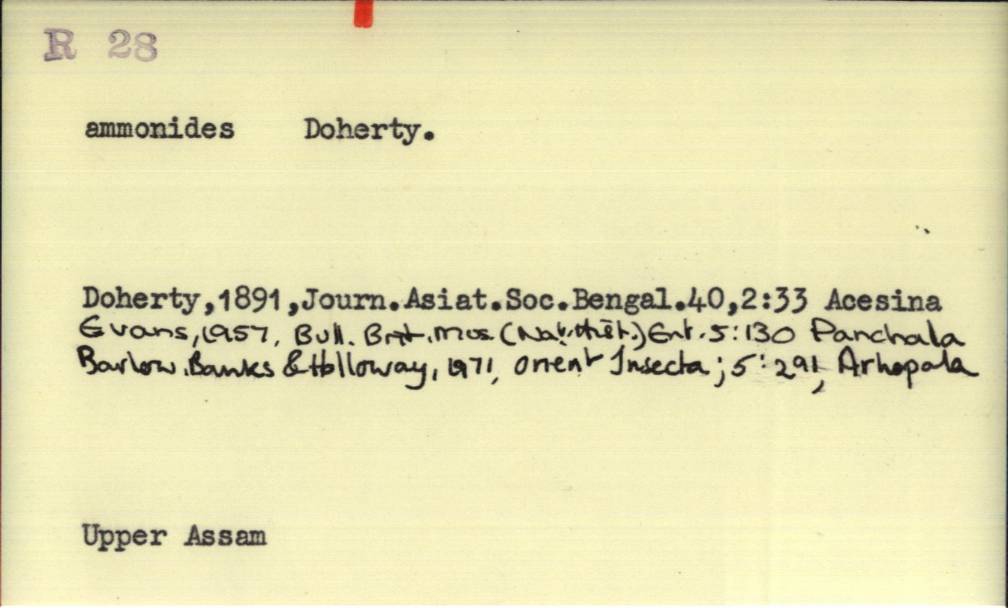 R 28
ammonides Doherty.
Doherty,1891,Journ.Asiat.Soc.Bengal.40,2:33 Acesina
Evans, 1957, Bull. Brit. Mus (Nat. Hist.) Ent. 5:130 Panchala
Barlow, Banks & Holloway, 1971, Orient Insecta; 5:291, Arhopala
Upper Assam